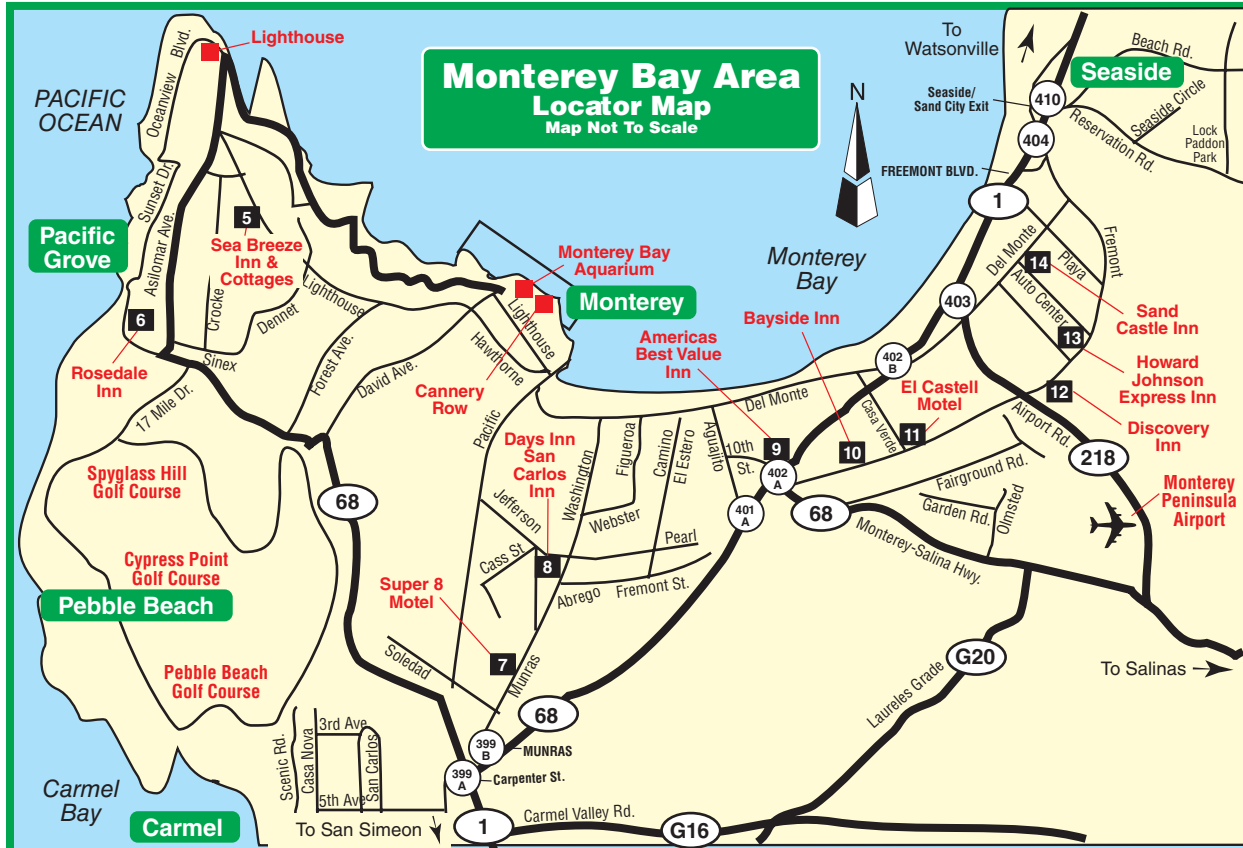 Monterey Bay Area
Locator Map
Map Not To Scale
Lighthouse
Oceanview Blvd.
PACIFIC
OCEAN
Sunset Dr.
Asilomar Ave.
Pacific
Grove
5
Sea Breeze
Inn &
Cottages
Crocke
Dennet
Lighthouse
6
Rosedale
Inn
Sinex
17 Mile Dr.
Forest Ave.
David Ave.
Monterey Bay
Aquarium
Monterey
Lighthouse
Hawthorne
Cannery
Row
Pacific
N
To
Watsonville
Seaside/
Sand City Exit
410
404
Beach Rd.
Seaside
Seaside Circle
Reservation Rd.
Lock
Paddon
Park
FREEMONT BLVD.
1
Monterey
Bay
Del Monte
Playa
Fremont
Auto Center
14
Sand
Castle Inn
13
Howard
Johnson
Express Inn
12
Discovery
Inn
403
402
B
Bayside Inn
Americas
Best Value
Inn
El Castell
Motel
11
10
9
Casa Verde
Del Monte
Airport Rd.
218
Monterey
Peninsula
Airport
Fairground Rd.
Garden Rd.
Olmsted
10th
St.
Aguajito
402
A
401
A
68
Monterey-Salina Hwy.
Days Inn
San
Carlos
Inn
Washington
Figueroa
Camino
El Estero
Webster
Jefferson
Pearl
Cass St
8
Abrego
Fremont St.
Super 8
Motel
7
Munras
Soledad
68
68
Spyglass Hill
Golf Course
Cypress Point
Golf Course
Pebble Beach
Pebble Beach
Golf Course
G20
Laureles Grade
To Salinas
399
B
MUNRAS
399
A
Carpenter St.
Scenic Rd.
Casa Nova
3rd Ave
San Carlos
5th Ave
Carmel
Bay
Carmel
To San Simeon
1
Carmel Valley Rd.
G16